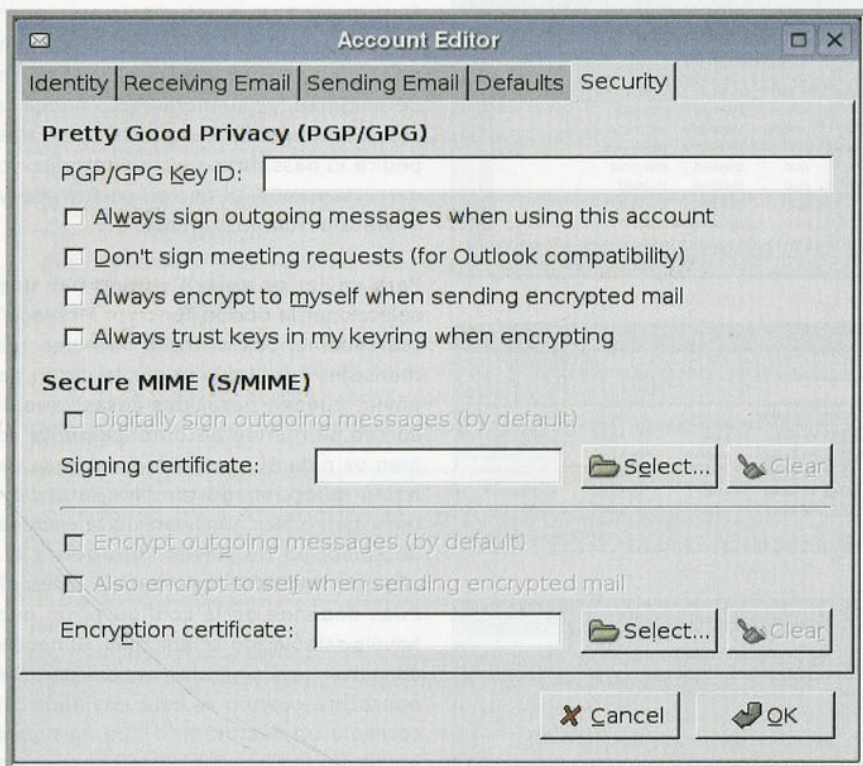 Account Editor
Identity Receiving Email Sending Email Defaults Security
Pretty Good Privacy (PGP/GPG)
PGP/GPG Key ID:
Always sign outgoing messages when using this account
Don't sign meeting requests (for Outlook compatibility)
Always encrypt to myself when sending encrypted mail
Always trust keys in my keyring when encrypting
Secure MIME (S/MIME)
Digitally sign outgoing messages (by default)
Signing certificate: Select... Clear
Encrypt outgoing messages (by default)
Also encrypt to self when sending encrypted mail
Encryption certificate: Select... Clear
Cancel OK